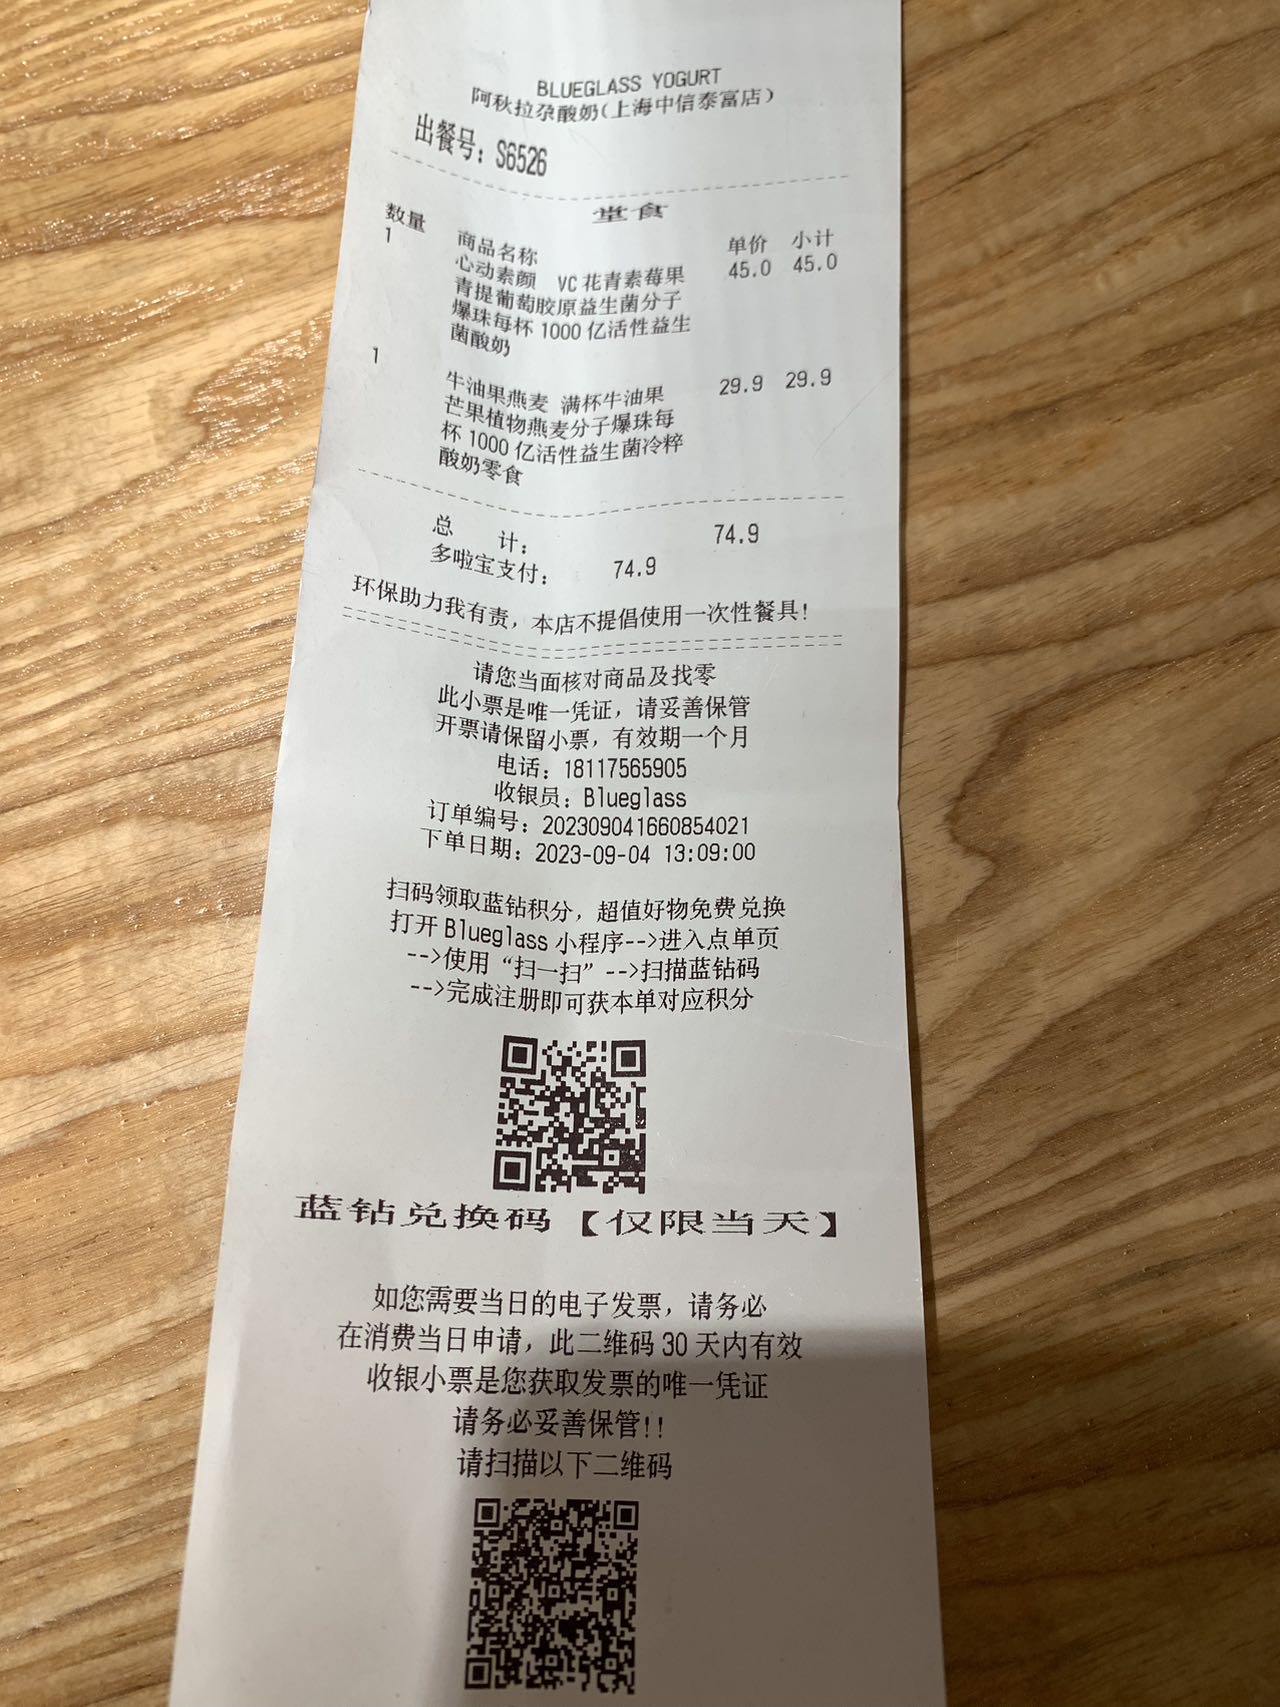 BLUEGLASS YOGURT
阿秋拉尕酸奶(上海中信泰富店)
出餐号: S6526
堂食
数量 商品名称 单价 小计
1 心动素颜 VC花青素莓果 45.0 45.0
青提葡萄胶原益生菌分子
爆珠每杯1000亿活性益生
菌酸奶
1 牛油果燕麦 满杯牛油果 29.9 29.9
芒果植物燕麦分子爆珠每
杯1000亿活性益生菌冷粹
酸奶零食
总 计: 74.9
多啦宝支付: 74.9
环保助力我有责，本店不提倡使用一次性餐具!
请您当面核对商品及找零
此小票是唯一凭证，请妥善保管
开票请保留小票，有效期一个月
电话: 18117565905
收银员: Blueglass
订单编号: 202309041660854021
下单日期: 2023-09-04 13:09:00
扫码领取蓝钻积分，超值好物免费兑换
打开Blueglass小程序-->进入点单页
-->使用“扫一扫”-->扫描蓝钻码
-->完成注册即可获本单对应积分
蓝钻兑换码【仅限当天】
如您需要当日的电子发票，请务必
在消费当日申请，此二维码30天内有效
收银小票是您获取发票的唯一凭证
请务必妥善保管!!
请扫描以下二维码